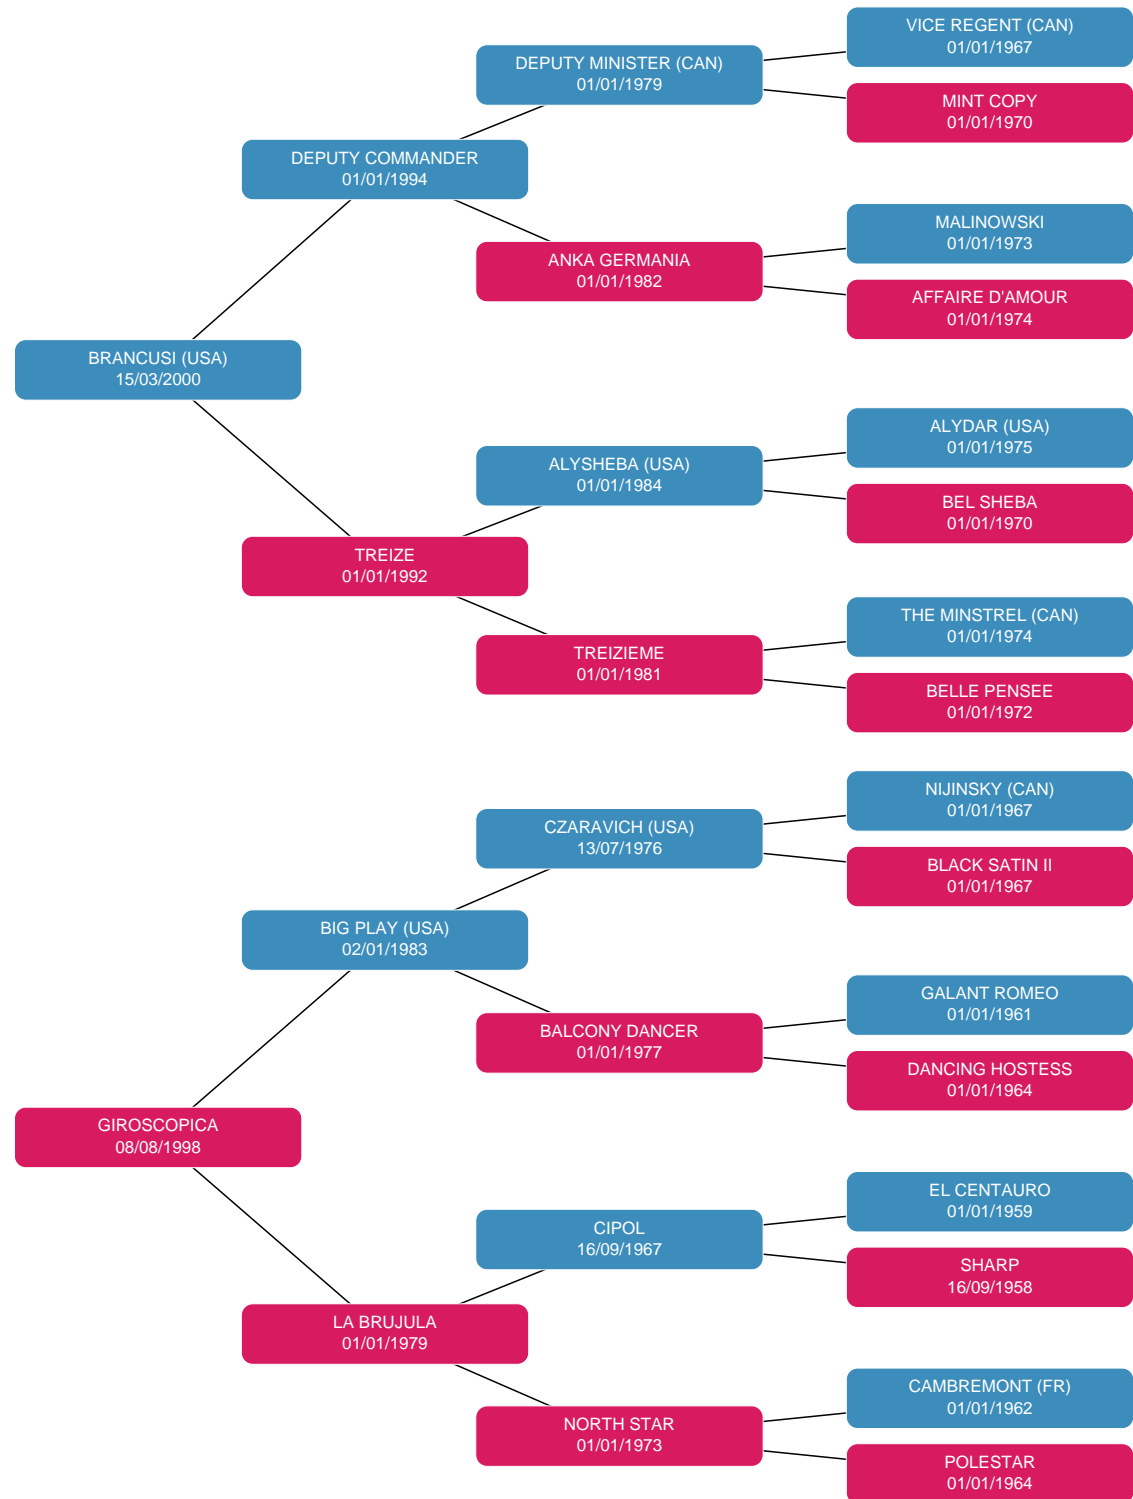 VICE REGENT (CAN)
01/01/1967
DEPUTY MINISTER (CAN)
01/01/1979
MINT COPY
01/01/1970
DEPUTY COMMANDER
01/01/1994
MALINOWSKI
01/01/1973
ANKA GERMANIA
01/01/1982
AFFAIRE D'AMOUR
01/01/1974
BRANCUSI (USA)
15/03/2000
ALYDAR (USA)
01/01/1975
ALYSHEBA (USA)
01/01/1984
BEL SHEBA
01/01/1970
TREIZE
01/01/1992
THE MINSTREL (CAN)
01/01/1974
TREIZIEME
01/01/1981
BELLE PENSEE
01/01/1972
NIJINSKY (CAN)
01/01/1967
CZARAVICH (USA)
13/07/1976
BLACK SATIN II
01/01/1967
BIG PLAY (USA)
02/01/1983
GALANT ROMEO
01/01/1961
BALCONY DANCER
01/01/1977
DANCING HOSTESS
01/01/1964
GIROSCOPICA
08/08/1998
EL CENTAURO
01/01/1959
CIPOL
16/09/1967
SHARP
16/09/1958
LA BRUJULA
01/01/1979
CAMBREMONT (FR)
01/01/1962
NORTH STAR
01/01/1973
POLESTAR
01/01/1964